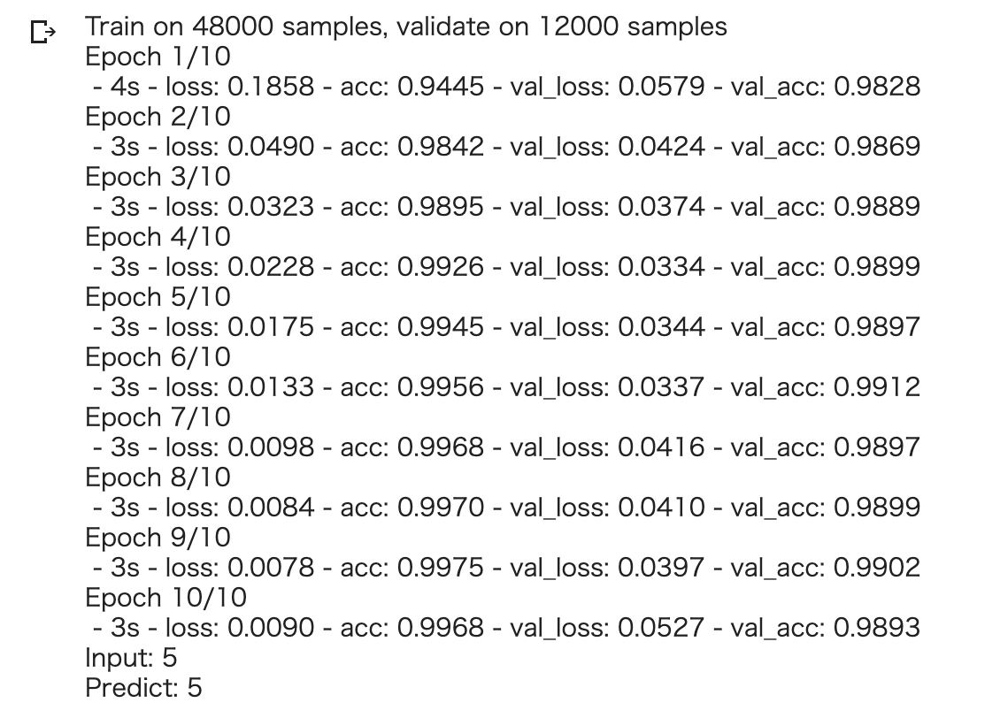 Train on 48000 samples, validate on 12000 samples
Epoch 1/10
 - 4s - loss: 0.1858 - acc: 0.9445 - val_loss: 0.0579 - val_acc: 0.9828
Epoch 2/10
 - 3s - loss: 0.0490 - acc: 0.9842 - val_loss: 0.0424 - val_acc: 0.9869
Epoch 3/10
 - 3s - loss: 0.0323 - acc: 0.9895 - val_loss: 0.0374 - val_acc: 0.9889
Epoch 4/10
 - 3s - loss: 0.0228 - acc: 0.9926 - val_loss: 0.0334 - val_acc: 0.9899
Epoch 5/10
 - 3s - loss: 0.0175 - acc: 0.9945 - val_loss: 0.0344 - val_acc: 0.9897
Epoch 6/10
 - 3s - loss: 0.0133 - acc: 0.9956 - val_loss: 0.0337 - val_acc: 0.9912
Epoch 7/10
 - 3s - loss: 0.0098 - acc: 0.9968 - val_loss: 0.0416 - val_acc: 0.9897
Epoch 8/10
 - 3s - loss: 0.0084 - acc: 0.9970 - val_loss: 0.0410 - val_acc: 0.9899
Epoch 9/10
 - 3s - loss: 0.0078 - acc: 0.9975 - val_loss: 0.0397 - val_acc: 0.9902
Epoch 10/10
 - 3s - loss: 0.0090 - acc: 0.9968 - val_loss: 0.0527 - val_acc: 0.9893
Input: 5
Predict: 5